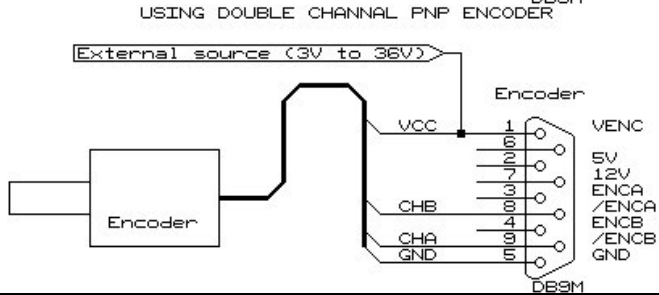 DB9M
USING DOUBLE CHANNAL PNP ENCODER
External source (3V to 36V)
Encoder
VCC 1 VENC
6
2 5V
7 12V
3 ENCA
CHB 8 /ENCA
Encoder 4 ENCB
CHA 9 /ENCB
GND 5 GND
DB9M